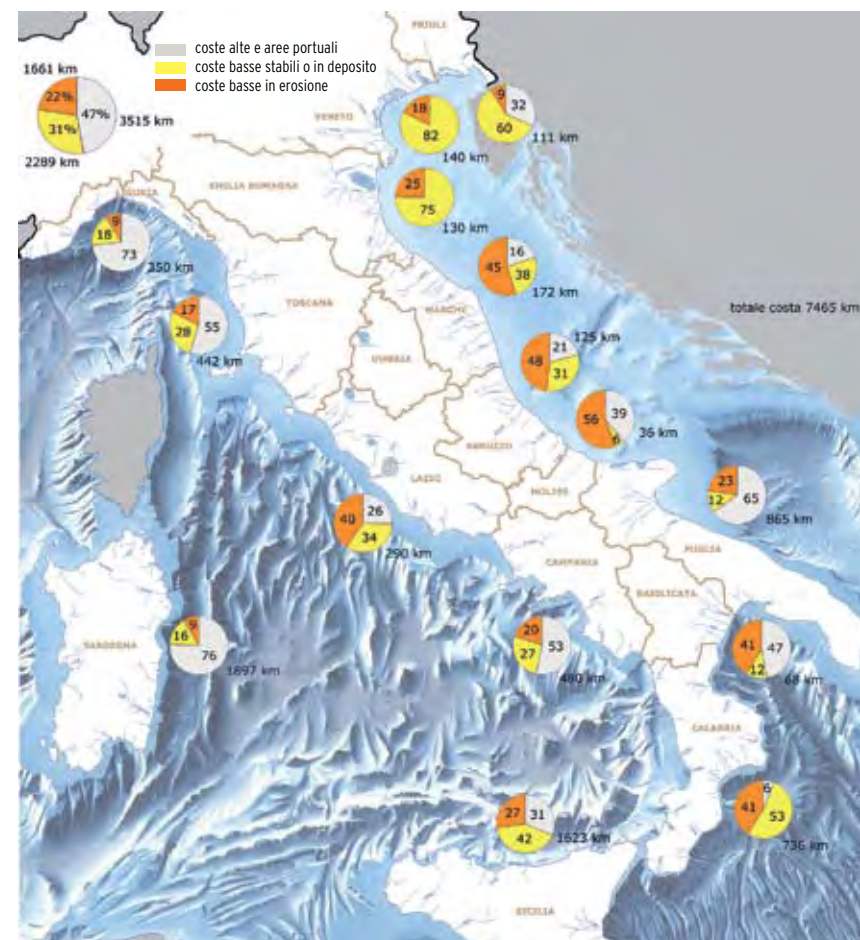 FRIULI
coste alte e aree portuali
coste basse stabili o in deposito
coste basse in erosione
1661 km
22%
47%
31%
3515 km
2289 km
VENETO
18
82
140 km
9
32
60
111 km
EMILIA ROMAGNA
LIGURIA
25
75
130 km
9
18
73
350 km
16
45
38
172 km
TOSCANA
MARCHE
totale costa 7465 km
17
55
28
442 km
UMBRIA
125 km
21
48
31
39
56
6
36 km
ABRUZZO
LAZIO
MOLISE
23
12
65
865 km
26
40
34
290 km
PUGLIA
CAMPANIA
BASILICATA
SARDEGNA
9
16
76
1897 km
20
53
27
480 km
41
47
12
68 km
CALABRIA
27
31
42
1623 km
6
41
53
736 km
SICILIA